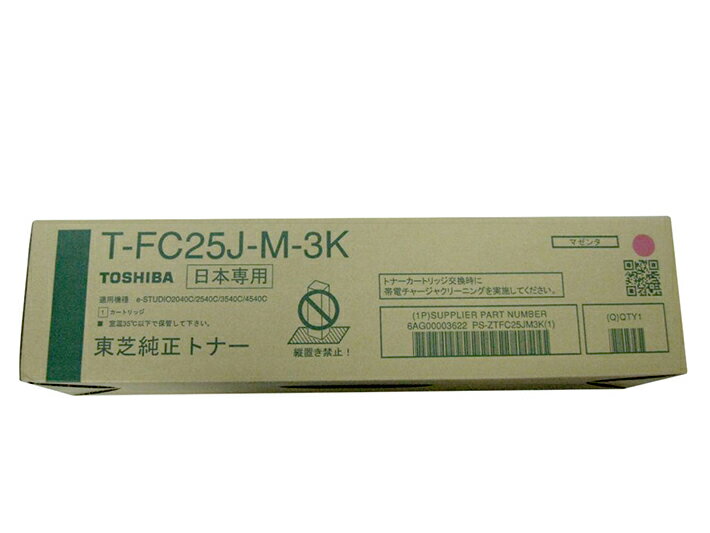 T-FC25J-M-3K
TOSHIBA 日本専用
適用機種 e-STUDIO2040C/2540C/3540C/4540C
1 カートリッジ
■ 室温35℃以下で保管して下さい。
東芝純正トナー
縦置き禁止!
マゼンタ
トナーカートリッジ交換時に
帯電チャージャクリーニングを実施してください。
(1P)SUPPLIER PART NUMBER
6AG00003622 PS-ZTFC25JM3K(1)
(Q)QTY1